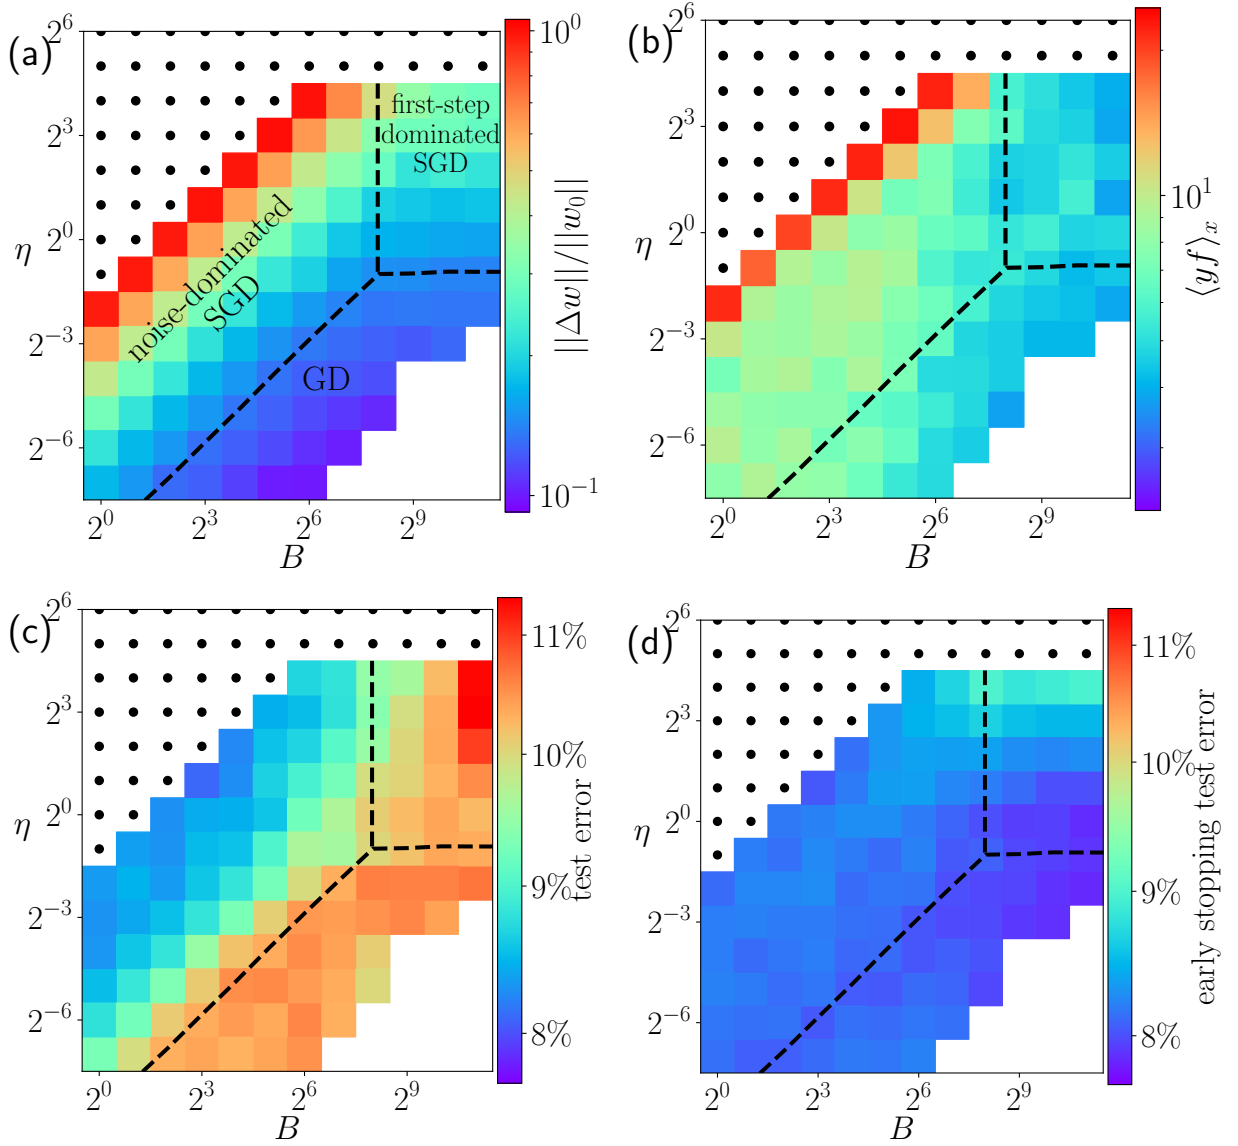 (a)
2^6
2^3
2^0
2^{-3}
2^{-6}
η
first-step
dominated
SGD
noise-dominated
SGD
GD
2^0 2^3 2^6 2^9
B
10^0
10^{-1}
||Δw||/||w_0||
(b)
2^6
2^3
2^0
2^{-3}
2^{-6}
η
2^0 2^3 2^6 2^9
B
10^1
⟨yf⟩_x
(c)
2^6
2^3
2^0
2^{-3}
2^{-6}
η
2^0 2^3 2^6 2^9
B
11%
10%
9%
8%
test error
(d)
2^6
2^3
2^0
2^{-3}
2^{-6}
η
2^0 2^3 2^6 2^9
B
11%
10%
9%
8%
early stopping test error